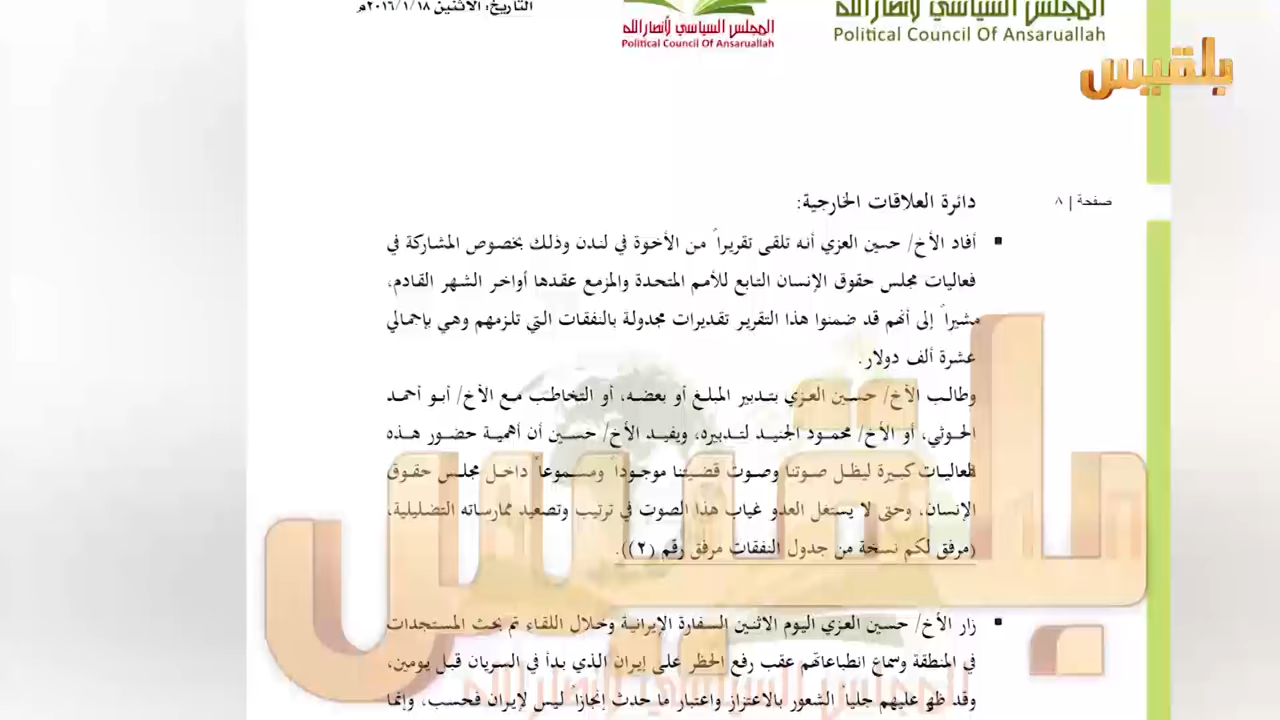 التاريخ: الاثنين ٢٠١٦/١/١٨م
المجلس السياسي لأنصار الله
Political Council Of Ansaruallah
المجلس السياسي لأنصار الله
Political Council Of Ansaruallah
بلقيس
صفحة | ٨
دائرة العلاقات الخارجية:
▪ أفاد الأخ/ حسين العزي أنه تلقى تقريراً من الأخوة في لندن وذلك بخصوص المشاركة في
فعاليات مجلس حقوق الإنسان التابع للأمم المتحدة والمزمع عقدها أواخر الشهر القادم،
مشيراً إلى أنهم قد ضمنوا هذا التقرير تقديرات مجدولة بالنفقات التي تلزمهم وهي بإجمالي
عشرة ألف دولار.
وطالب الأخ/ حسين العزي بتدبير المبلغ أو بعضه، أو التخاطب مع الأخ/ أبو أحمد
الحوثي، أو الأخ/ محمود الجنيد لتدبيره، ويفيد الأخ/ حسين أن أهمية حضور هذه
الفعاليات كبيرة ليظل صوتنا وصوت قضيتنا موجوداً ومسموعاً داخل مجلس حقوق
الإنسان، وحتى لا يستغل العدو غياب هذا الصوت في ترتيب وتصعيد ممارساته التضليلية،
(مرفق لكم نسخة من جدول النفقات مرفق رقم (٢)).
▪ زار الأخ/ حسين العزي اليوم الاثنين السفارة الإيرانية وخلال اللقاء تم بحث المستجدات
في المنطقة وسماع انطباعاتهم عقب رفع الحظر على إيران الذي بدأ في السريان قبل يومين،
وقد ظهر عليهم جلياً الشعور بالاعتزاز واعتبار ما حدث إنجازاً ليس لإيران فحسب، وإنما
بلقيس
المجلس السياسي لأنصار الله